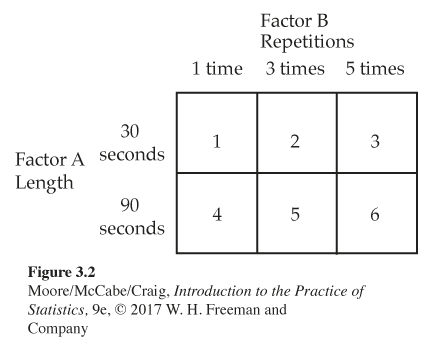 Factor B
Repetitions
1 time 3 times 5 times
30
seconds
1 2 3
Factor A
Length
90
seconds
4 5 6
Figure 3.2
Moore/McCabe/Craig, Introduction to the Practice of
Statistics, 9e, © 2017 W. H. Freeman and
Company